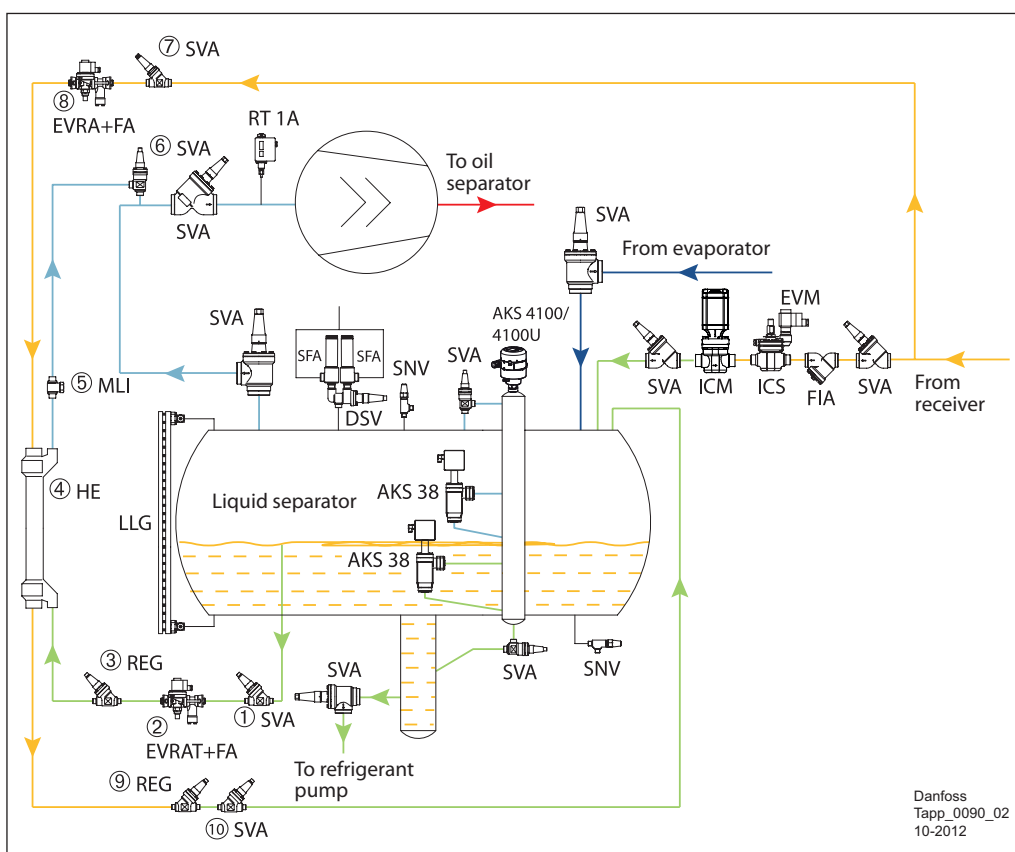 ⑦ SVA
⑧
EVRA+FA
RT 1A
⑥ SVA
SVA
To oil
separator
SVA
From evaporator
EVM
AKS 4100/
4100U
SVA
SFA
SFA
SNV
SVA
DSV
SVA
ICM
ICS
FIA
SVA
From
receiver
⑤ MLI
④ HE
LLG
Liquid separator
AKS 38
AKS 38
③ REG
②
EVRAT+FA
① SVA
SVA
SVA
SNV
To refrigerant
pump
⑨ REG
⑩ SVA
Danfoss
Tapp_0090_02
10-2012